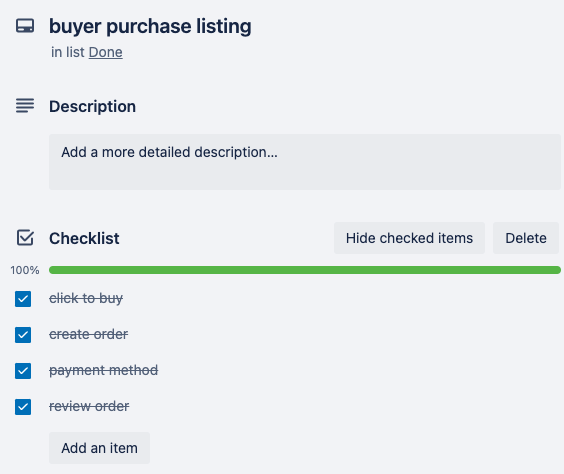 buyer purchase listing
in list Done
Description
Add a more detailed description...
Checklist
Hide checked items
Delete
100%
click to buy
create order
payment method
review order
Add an item